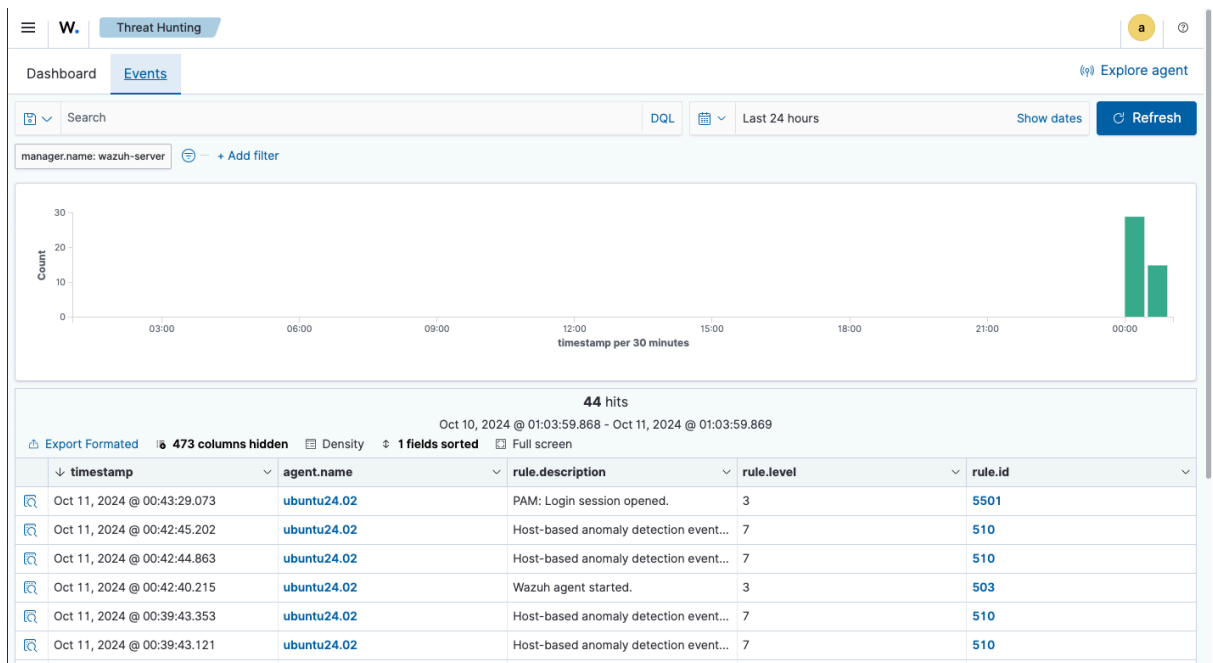 W. Threat Hunting a
Dashboard Events Explore agent
Search DQL Last 24 hours Show dates Refresh
manager.name: wazuh-server + Add filter
30
20
10
0
Count
03:00 06:00 09:00 12:00 15:00 18:00 21:00 00:00
timestamp per 30 minutes
44 hits
Oct 10, 2024 @ 01:03:59.868 - Oct 11, 2024 @ 01:03:59.869
Export Formated 473 columns hidden Density 1 fields sorted Full screen
timestamp agent.name rule.description rule.level rule.id
Oct 11, 2024 @ 00:43:29.073 ubuntu24.02 PAM: Login session opened. 3 5501
Oct 11, 2024 @ 00:42:45.202 ubuntu24.02 Host-based anomaly detection event... 7 510
Oct 11, 2024 @ 00:42:44.863 ubuntu24.02 Host-based anomaly detection event... 7 510
Oct 11, 2024 @ 00:42:40.215 ubuntu24.02 Wazuh agent started. 3 503
Oct 11, 2024 @ 00:39:43.353 ubuntu24.02 Host-based anomaly detection event... 7 510
Oct 11, 2024 @ 00:39:43.121 ubuntu24.02 Host-based anomaly detection event... 7 510